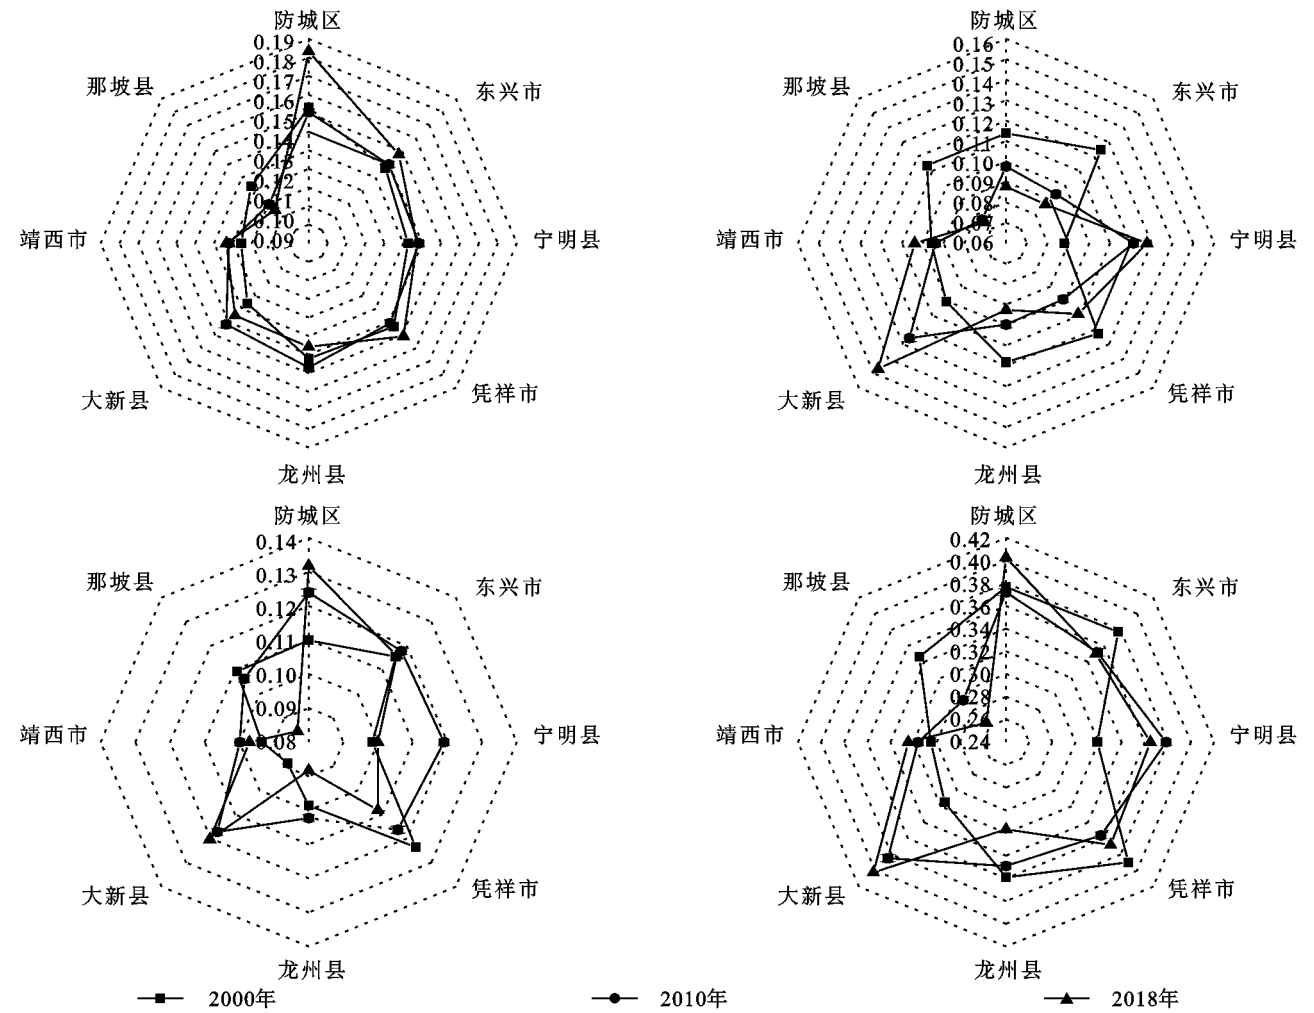 防城区
0.19
0.18
0.17
0.16
0.15
0.14
0.13
0.12
0.11
0.10
0.09
东兴市
宁明县
凭祥市
龙州县
大新县
靖西市
那坡县
防城区
0.16
0.15
0.14
0.13
0.12
0.11
0.10
0.09
0.08
0.07
0.06
东兴市
宁明县
凭祥市
龙州县
大新县
靖西市
那坡县
防城区
0.14
0.13
0.12
0.11
0.10
0.09
0.08
东兴市
宁明县
凭祥市
龙州县
大新县
靖西市
那坡县
防城区
0.42
0.40
0.38
0.36
0.34
0.32
0.30
0.28
0.26
0.24
东兴市
宁明县
凭祥市
龙州县
大新县
靖西市
那坡县
2000年
2010年
2018年